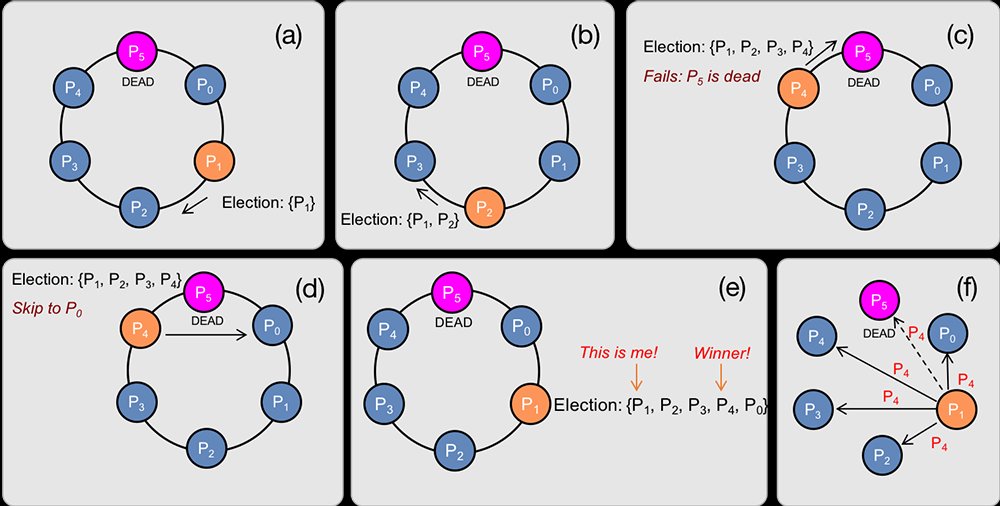 (a)
P5
DEAD
P4
P0
P3
P1
P2
Election: {P1}
(b)
P5
DEAD
P4
P0
P3
P1
P2
Election: {P1, P2}
(c)
Election: {P1, P2, P3, P4}
Fails: P5 is dead
P5
DEAD
P4
P0
P3
P1
P2
(d)
Election: {P1, P2, P3, P4}
Skip to P0
P5
DEAD
P4
P0
P3
P1
P2
(e)
P5
DEAD
P4
P0
P3
P1
P2
This is me!
Winner!
Election: {P1, P2, P3, P4, P0}
(f)
P5
DEAD
P4
P4
P0
P4
P4
P3
P4
P1
P4
P2